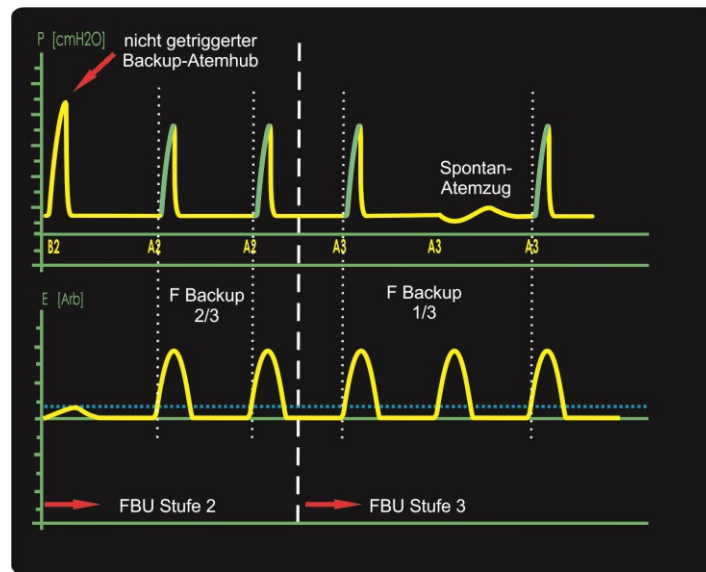 P [cmH2O]
nicht getriggerter
Backup-Atemhub
Spontan-
Atemzug
B2 A2 A2 A3 A3 A3
E [Arb]
F Backup
2/3
F Backup
1/3
FBU Stufe 2
FBU Stufe 3